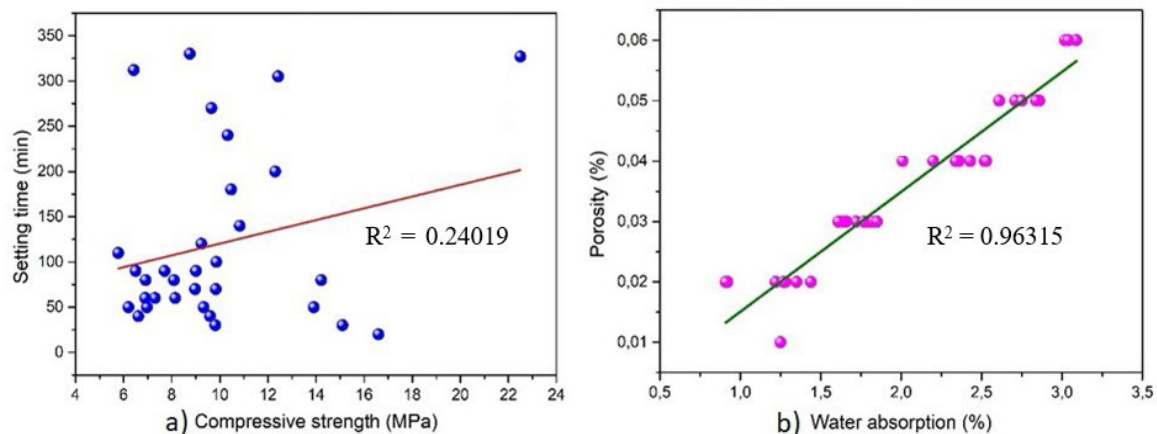 350
300
250
200
150
100
50
0
Setting time (min)
R² = 0.24019
4 6 8 10 12 14 16 18 20 22 24
a) Compressive strength (MPa)
0,06
0,05
0,04
0,03
0,02
0,01
Porosity (%)
R² = 0.96315
0,5 1,0 1,5 2,0 2,5 3,0 3,5
b) Water absorption (%)